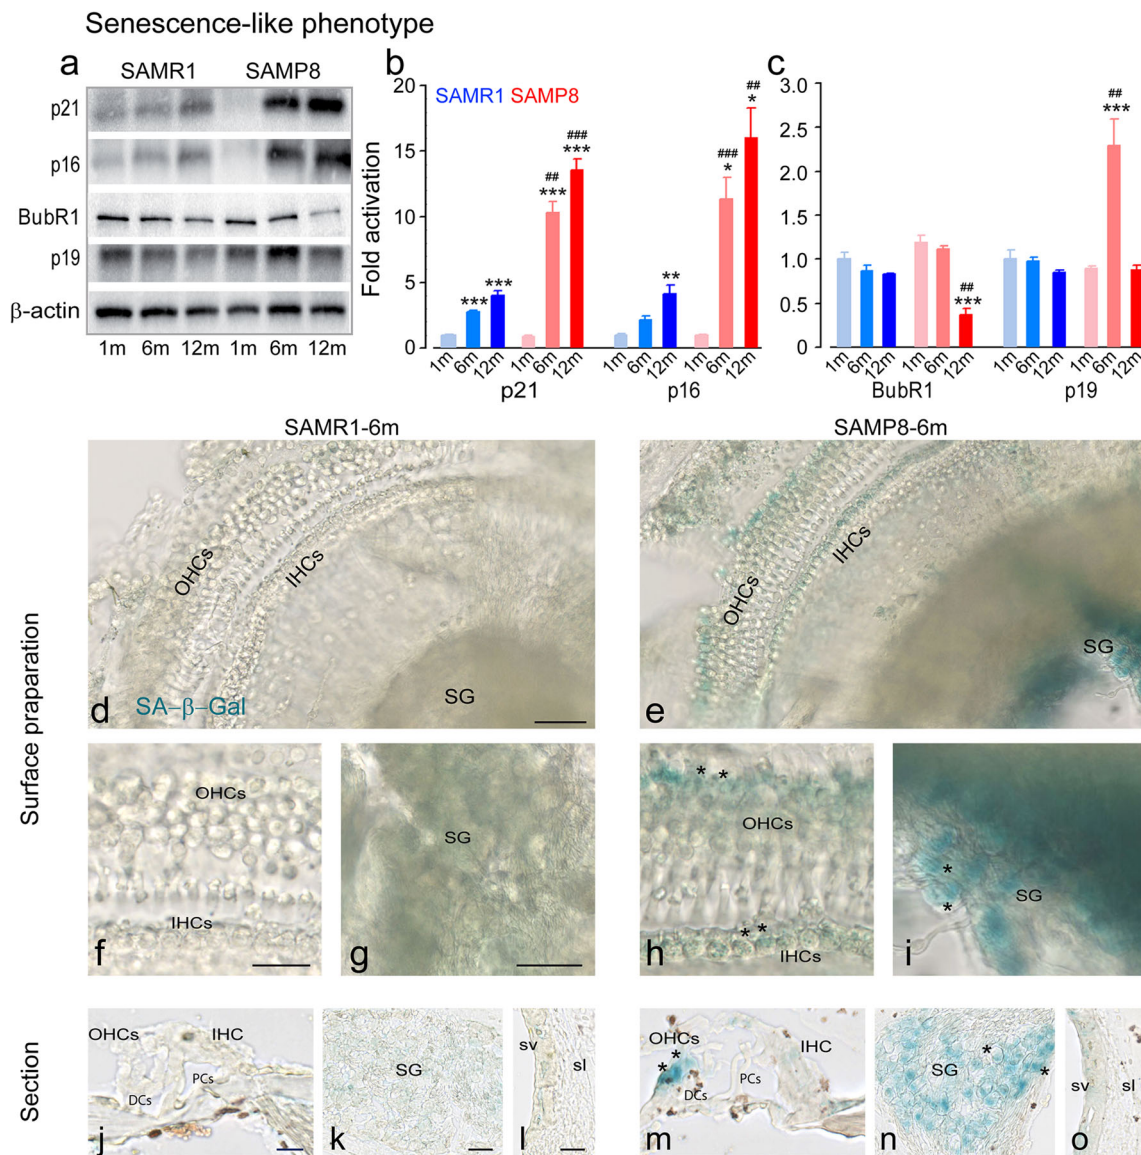 Senescence-like phenotype
a
SAMR1 SAMP8
p21
p16
BubR1
p19
β-actin
1m 6m 12m 1m 6m 12m
b
SAMR1 SAMP8
Fold activation
20
15
10
5
0
*** *** ## *** ### *** ** ### * ## *
1m 6m 12m 1m 6m 12m 1m 6m 12m 1m 6m 12m
p21 p16
c
3.0
2.5
2.0
1.5
1.0
0.5
0
## *** ## ***
1m 6m 12m 1m 6m 12m 1m 6m 12m 1m 6m 12m
BubR1 p19
SAMR1-6m SAMP8-6m
Surface praparation
OHCs
IHCs
SG
d
SA-β-Gal
OHCs
IHCs
SG
e
OHCs
IHCs
f
SG
g
* *
OHCs
* *
IHCs
h
*
SG
*
i
Section
OHCs IHC
PCs
DCs
j
SG
k
sv sl
l
OHCs
* *
IHC
PCs
DCs
m
*
SG *
n
sv sl
o